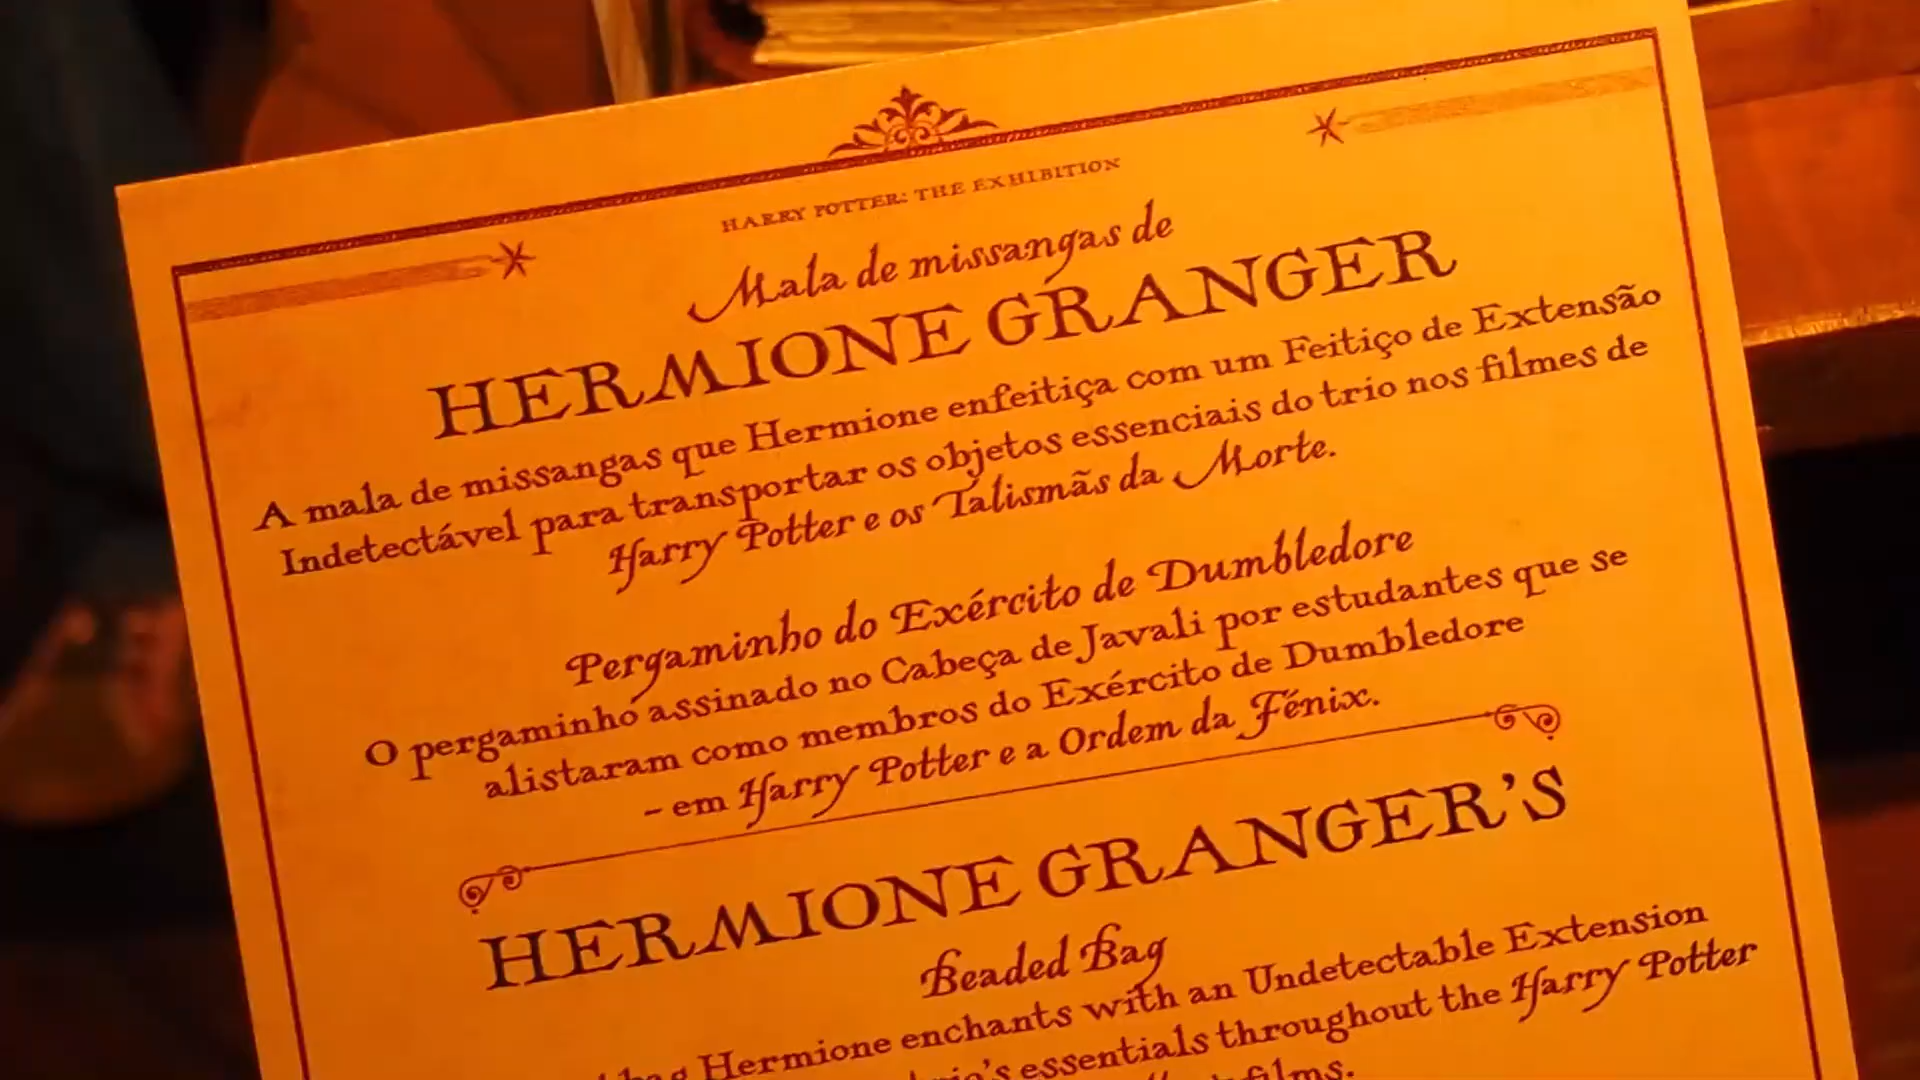 HARRY POTTER: THE EXHIBITION
Mala de missangas de
HERMIONE GRANGER
A mala de missangas que Hermione enfeitiça com um Feitiço de Extensão
Indetectável para transportar os objetos essenciais do trio nos filmes de
Harry Potter e os Talismãs da Morte.
Pergaminho do Exército de Dumbledore
O pergaminho assinado no Cabeça de Javali por estudantes que se
alistaram como membros do Exército de Dumbledore
- em Harry Potter e a Ordem da Fénix.
HERMIONE GRANGER'S
Beaded Bag
Hermione enchants with an Undetectable Extension
essentials throughout the Harry Potter
films.